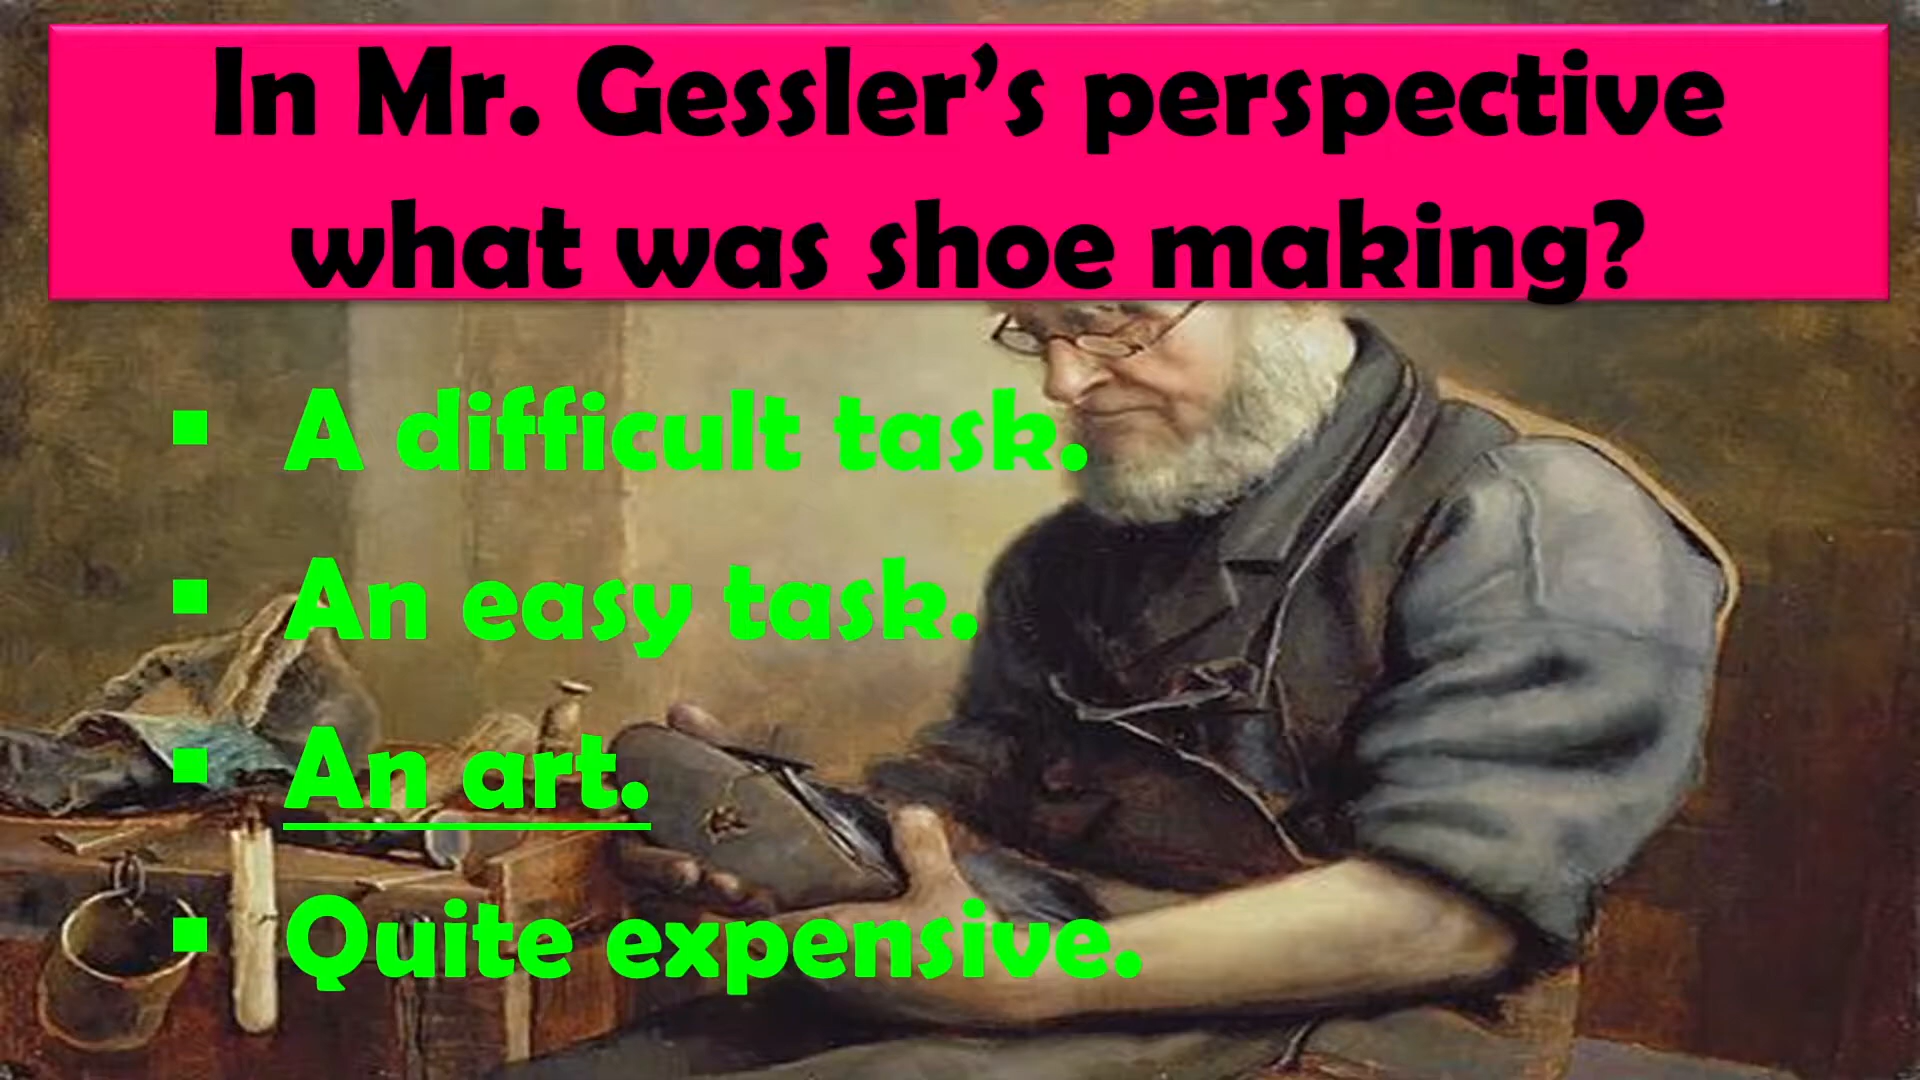 In Mr. Gessler’s perspective
what was shoe making?
▪ A difficult task.
▪ An easy task.
▪ An art.
▪ Quite expensive.